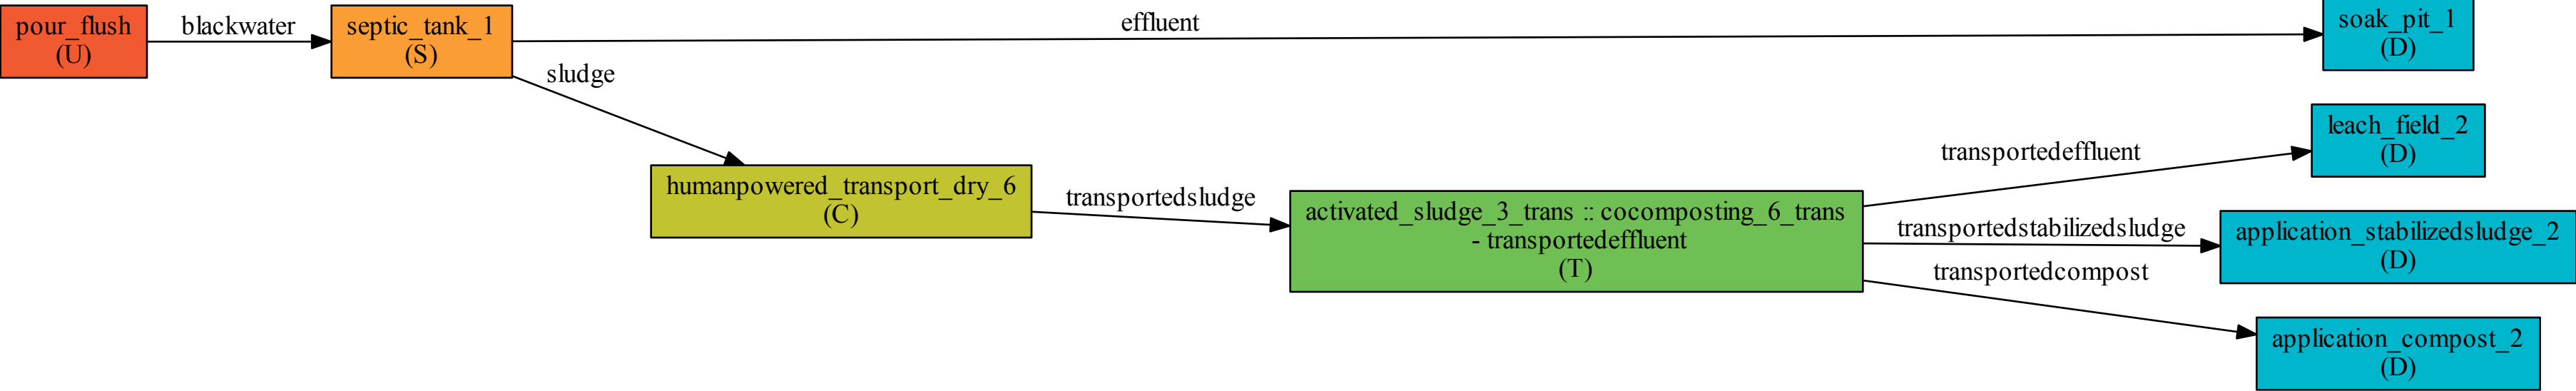 pour_flush
(U)
blackwater
septic_tank_1
(S)
effluent
soak_pit_1
(D)
sludge
humanpowered_transport_dry_6
(C)
transportedsludge
activated_sludge_3_trans :: cocomposting_6_trans
- transportedeffluent
(T)
transportedeffluent
leach_field_2
(D)
transportedstabilizedsludge
application_stabilizedsludge_2
(D)
transportedcompost
application_compost_2
(D)